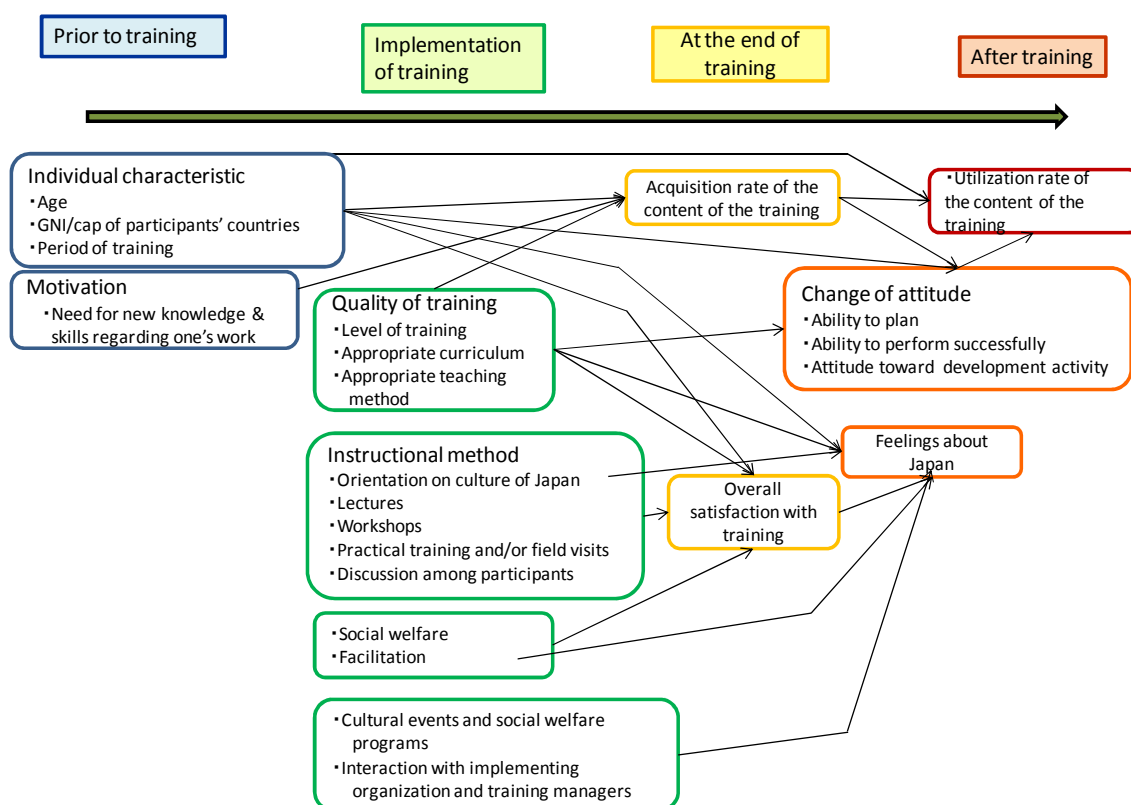 Prior to training
Implementation
of training
At the end of
training
After training
Individual characteristic
・Age
・GNI/cap of participants' countries
・Period of training
Motivation
・Need for new knowledge &
skills regarding one's work
Quality of training
・Level of training
・Appropriate curriculum
・Appropriate teaching
method
Instructional method
・Orientation on culture of Japan
・Lectures
・Workshops
・Practical training and/or field visits
・Discussion among participants
・Social welfare
・Facilitation
・Cultural events and social welfare
programs
・Interaction with implementing
organization and training managers
Acquisition rate of the
content of the training
Overall
satisfaction with
training
・Utilization rate of
the content of the
training
Change of attitude
・Ability to plan
・Ability to perform successfully
・Attitude toward development activity
Feelings about
Japan